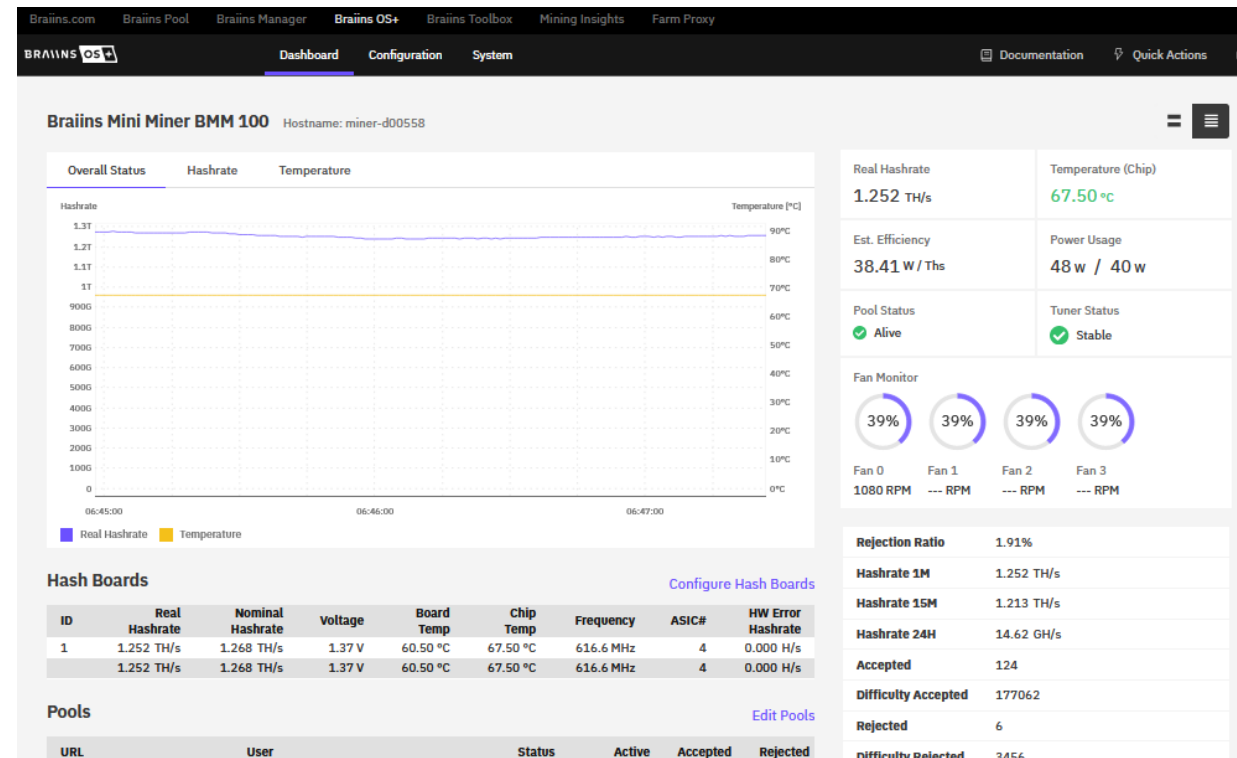 Braiins.com Braiins Pool Braiins Manager Braiins OS+ Braiins Toolbox Mining Insights Farm Proxy
BRAIINS OS+ Dashboard Configuration System Documentation Quick Actions
Braiins Mini Miner BMM 100 Hostname: miner-d00558
Overall Status Hashrate Temperature
Hashrate Temperature [°C]
1.3T 90°C
1.2T
1.1T 80°C
1T 70°C
900G
800G 60°C
700G 50°C
600G
500G 40°C
400G 30°C
300G
200G 20°C
100G 10°C
0 0°C
06:45:00 06:46:00 06:47:00
Real Hashrate Temperature
Real Hashrate Temperature (Chip)
1.252 TH/s 67.50 °C
Est. Efficiency Power Usage
38.41 W / Ths 48 W / 40 W
Pool Status Tuner Status
Alive Stable
Fan Monitor
39% 39% 39% 39%
Fan 0 Fan 1 Fan 2 Fan 3
1080 RPM --- RPM --- RPM --- RPM
Hash Boards Configure Hash Boards
ID Real Hashrate Nominal Hashrate Voltage Board Temp Chip Temp Frequency ASIC# HW Error Hashrate
1 1.252 TH/s 1.268 TH/s 1.37 V 60.50 °C 67.50 °C 616.6 MHz 4 0.000 H/s
1.252 TH/s 1.268 TH/s 1.37 V 60.50 °C 67.50 °C 616.6 MHz 4 0.000 H/s
Pools Edit Pools
URL User Status Active Accepted Rejected
Rejection Ratio 1.91%
Hashrate 1M 1.252 TH/s
Hashrate 15M 1.213 TH/s
Hashrate 24H 14.62 GH/s
Accepted 124
Difficulty Accepted 177062
Rejected 6
Difficulty Rejected 3456